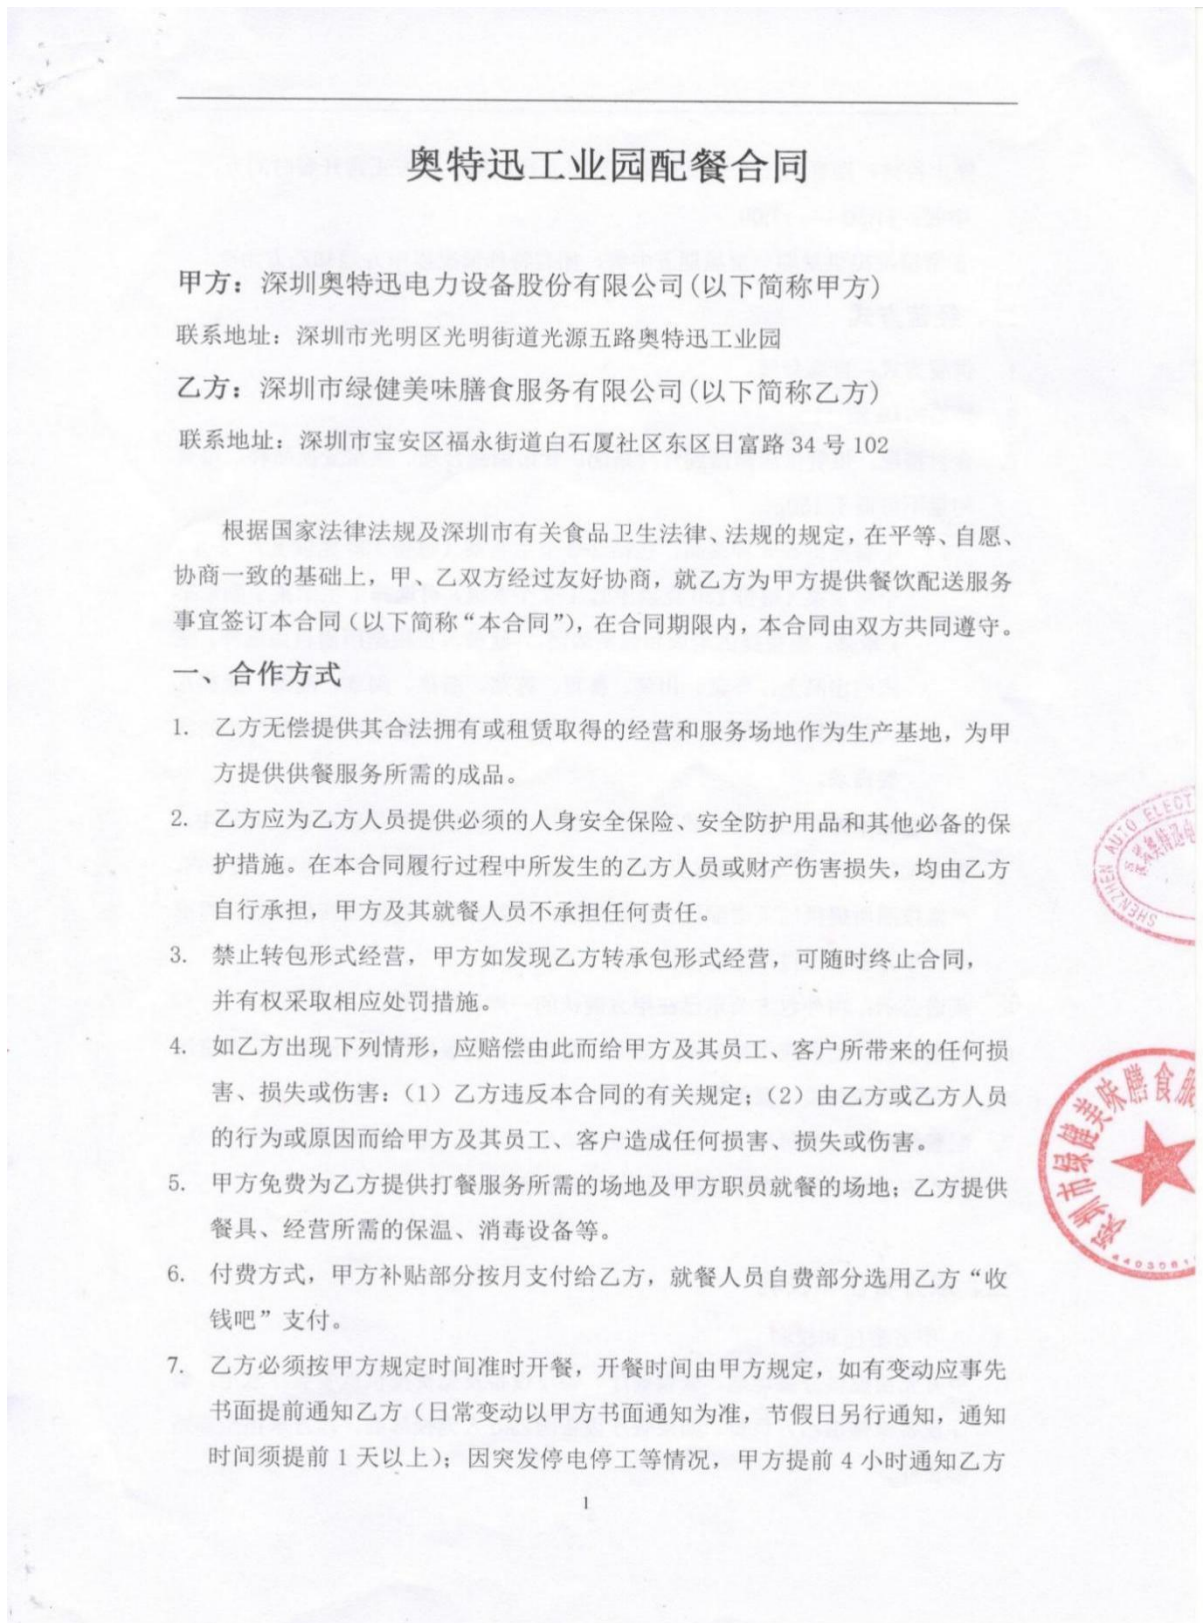 奥特迅工业园配餐合同
甲方：深圳奥特迅电力设备股份有限公司(以下简称甲方)
联系地址：深圳市光明区光明街道光源五路奥特迅工业园
乙方：深圳市绿健美味膳食服务有限公司(以下简称乙方)
联系地址：深圳市宝安区福永街道白石厦社区东区日富路 34 号 102
根据国家法律法规及深圳市有关食品卫生法律、法规的规定，在平等、自愿、
协商一致的基础上，甲、乙双方经过友好协商，就乙方为甲方提供餐饮配送服务
事宜签订本合同（以下简称“本合同”），在合同期限内，本合同由双方共同遵守。
一、合作方式
1. 乙方无偿提供其合法拥有或租赁取得的经营和服务场地作为生产基地，为甲
方提供供餐服务所需的成品。
2. 乙方应为乙方人员提供必须的人身安全保险、安全防护用品和其他必备的保
护措施。在本合同履行过程中所发生的乙方人员或财产伤害损失，均由乙方
自行承担，甲方及其就餐人员不承担任何责任。
3. 禁止转包形式经营，甲方如发现乙方转承包形式经营，可随时终止合同，
并有权采取相应处罚措施。
4. 如乙方出现下列情形，应赔偿由此而给甲方及其员工、客户所带来的任何损
害、损失或伤害：（1）乙方违反本合同的有关规定；（2）由乙方或乙方人员
的行为或原因而给甲方及其员工、客户造成任何损害、损失或伤害。
5. 甲方免费为乙方提供打餐服务所需的场地及甲方职员就餐的场地；乙方提供
餐具、经营所需的保温、消毒设备等。
6. 付费方式，甲方补贴部分按月支付给乙方，就餐人员自费部分选用乙方“收
钱吧”支付。
7. 乙方必须按甲方规定时间准时开餐，开餐时间由甲方规定，如有变动应事先
书面提前通知乙方（日常变动以甲方书面通知为准，节假日另行通知，通知
时间须提前 1 天以上）；因突发停电停工等情况，甲方提前 4 小时通知乙方
1
SHENZHEN AUTO ELECT
奥特迅电
深圳市绿健美味膳食服